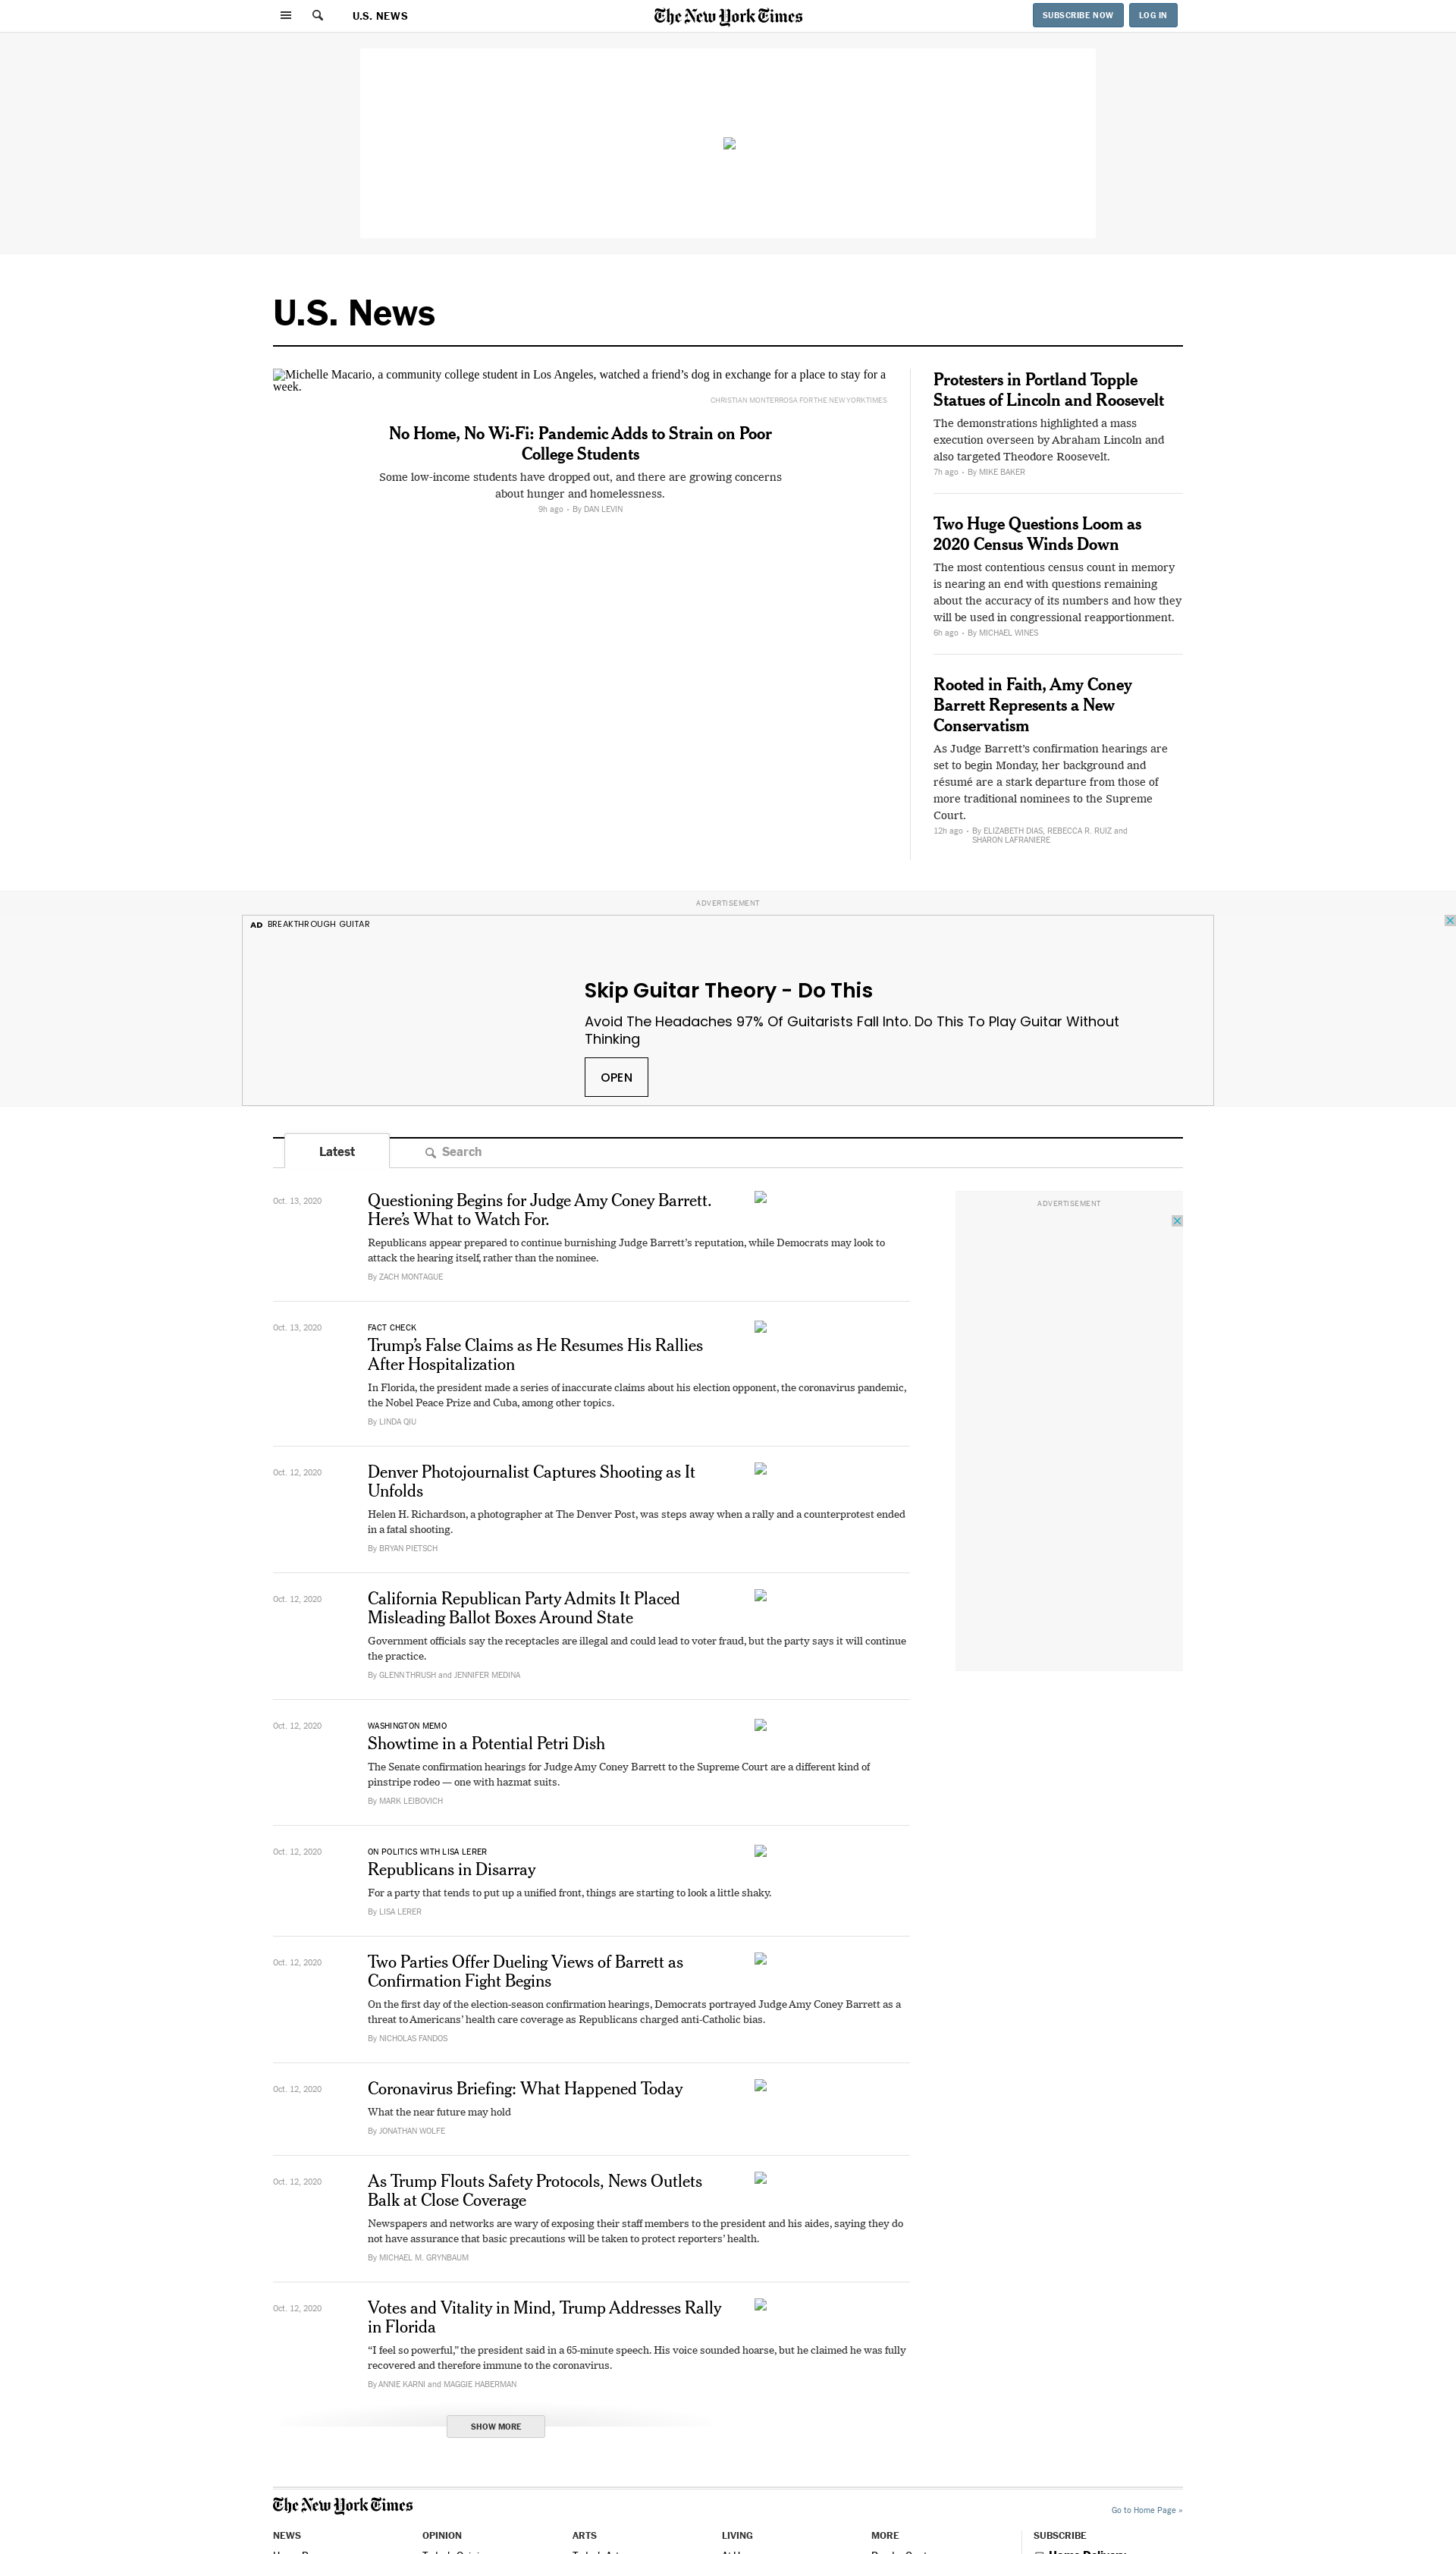 U.S. NEWS
The New York Times
SUBSCRIBE NOW
LOG IN
U.S. News
Michelle Macario, a community college student in Los Angeles, watched a friend’s dog in exchange for a place to stay for a
week.
CHRISTIAN MONTERROSA FOR THE NEW YORK TIMES
No Home, No Wi-Fi: Pandemic Adds to Strain on Poor
College Students
Some low-income students have dropped out, and there are growing concerns
about hunger and homelessness.
9h ago • By DAN LEVIN
Protesters in Portland Topple
Statues of Lincoln and Roosevelt
The demonstrations highlighted a mass
execution overseen by Abraham Lincoln and
also targeted Theodore Roosevelt.
7h ago • By MIKE BAKER
Two Huge Questions Loom as
2020 Census Winds Down
The most contentious census count in memory
is nearing an end with questions remaining
about the accuracy of its numbers and how they
will be used in congressional reapportionment.
6h ago • By MICHAEL WINES
Rooted in Faith, Amy Coney
Barrett Represents a New
Conservatism
As Judge Barrett’s confirmation hearings are
set to begin Monday, her background and
résumé are a stark departure from those of
more traditional nominees to the Supreme
Court.
12h ago • By ELIZABETH DIAS, REBECCA R. RUIZ and
SHARON LAFRANIERE
ADVERTISEMENT
AD BREAKTHROUGH GUITAR
Skip Guitar Theory - Do This
Avoid The Headaches 97% Of Guitarists Fall Into. Do This To Play Guitar Without
Thinking
OPEN
Latest
Search
Oct. 13, 2020
Questioning Begins for Judge Amy Coney Barrett.
Here’s What to Watch For.
Republicans appear prepared to continue burnishing Judge Barrett’s reputation, while Democrats may look to
attack the hearing itself, rather than the nominee.
By ZACH MONTAGUE
ADVERTISEMENT
Oct. 13, 2020
FACT CHECK
Trump’s False Claims as He Resumes His Rallies
After Hospitalization
In Florida, the president made a series of inaccurate claims about his election opponent, the coronavirus pandemic,
the Nobel Peace Prize and Cuba, among other topics.
By LINDA QIU
Oct. 12, 2020
Denver Photojournalist Captures Shooting as It
Unfolds
Helen H. Richardson, a photographer at The Denver Post, was steps away when a rally and a counterprotest ended
in a fatal shooting.
By BRYAN PIETSCH
Oct. 12, 2020
California Republican Party Admits It Placed
Misleading Ballot Boxes Around State
Government officials say the receptacles are illegal and could lead to voter fraud, but the party says it will continue
the practice.
By GLENN THRUSH and JENNIFER MEDINA
Oct. 12, 2020
WASHINGTON MEMO
Showtime in a Potential Petri Dish
The Senate confirmation hearings for Judge Amy Coney Barrett to the Supreme Court are a different kind of
pinstripe rodeo — one with hazmat suits.
By MARK LEIBOVICH
Oct. 12, 2020
ON POLITICS WITH LISA LERER
Republicans in Disarray
For a party that tends to put up a unified front, things are starting to look a little shaky.
By LISA LERER
Oct. 12, 2020
Two Parties Offer Dueling Views of Barrett as
Confirmation Fight Begins
On the first day of the election-season confirmation hearings, Democrats portrayed Judge Amy Coney Barrett as a
threat to Americans’ health care coverage as Republicans charged anti-Catholic bias.
By NICHOLAS FANDOS
Oct. 12, 2020
Coronavirus Briefing: What Happened Today
What the near future may hold
By JONATHAN WOLFE
Oct. 12, 2020
As Trump Flouts Safety Protocols, News Outlets
Balk at Close Coverage
Newspapers and networks are wary of exposing their staff members to the president and his aides, saying they do
not have assurance that basic precautions will be taken to protect reporters’ health.
By MICHAEL M. GRYNBAUM
Oct. 12, 2020
Votes and Vitality in Mind, Trump Addresses Rally
in Florida
“I feel so powerful,” the president said in a 65-minute speech. His voice sounded hoarse, but he claimed he was fully
recovered and therefore immune to the coronavirus.
By ANNIE KARNI and MAGGIE HABERMAN
SHOW MORE
The New York Times
Go to Home Page »
NEWS
OPINION
ARTS
LIVING
MORE
SUBSCRIBE